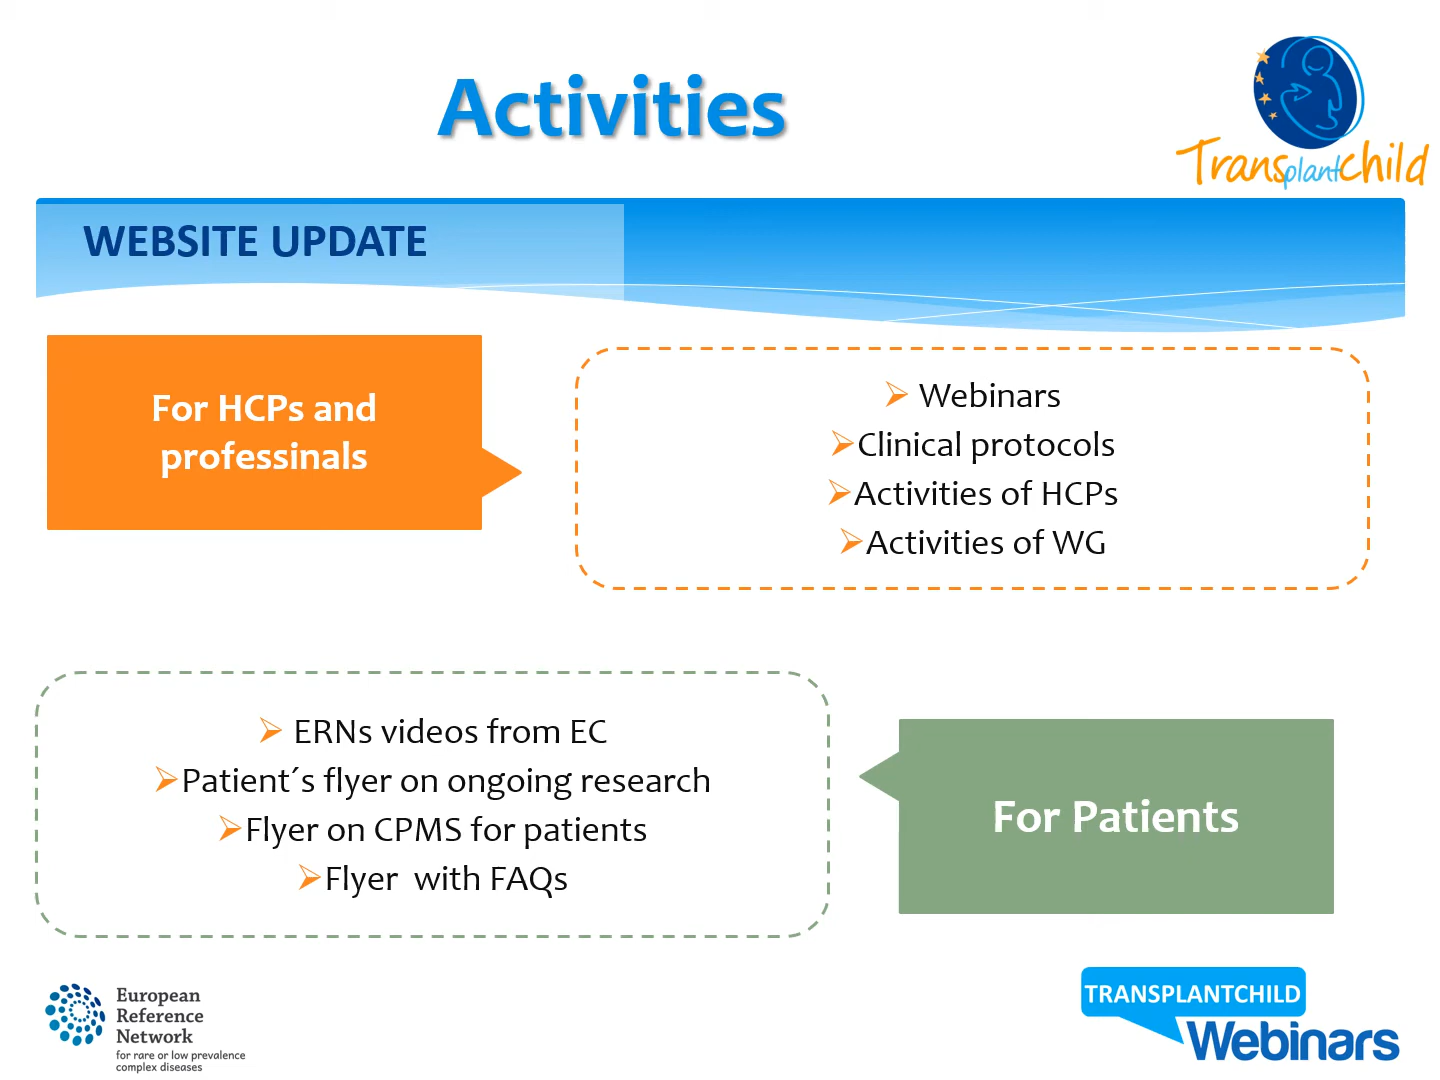 Activities
Transplantchild
WEBSITE UPDATE
For HCPs and
professinals
Webinars
Clinical protocols
Activities of HCPs
Activities of WG
ERNs videos from EC
Patient´s flyer on ongoing research
Flyer on CPMS for patients
Flyer with FAQs
For Patients
European
Reference
Network
for rare or low prevalence
complex diseases
TRANSPLANTCHILD
Webinars